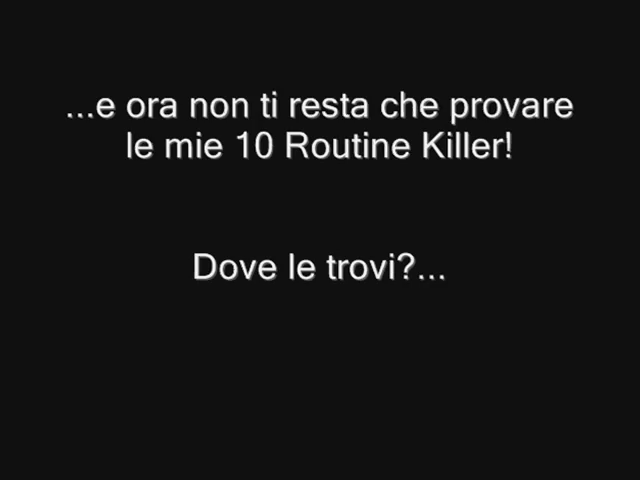 ...e ora non ti resta che provare
le mie 10 Routine Killer!
Dove le trovi?...